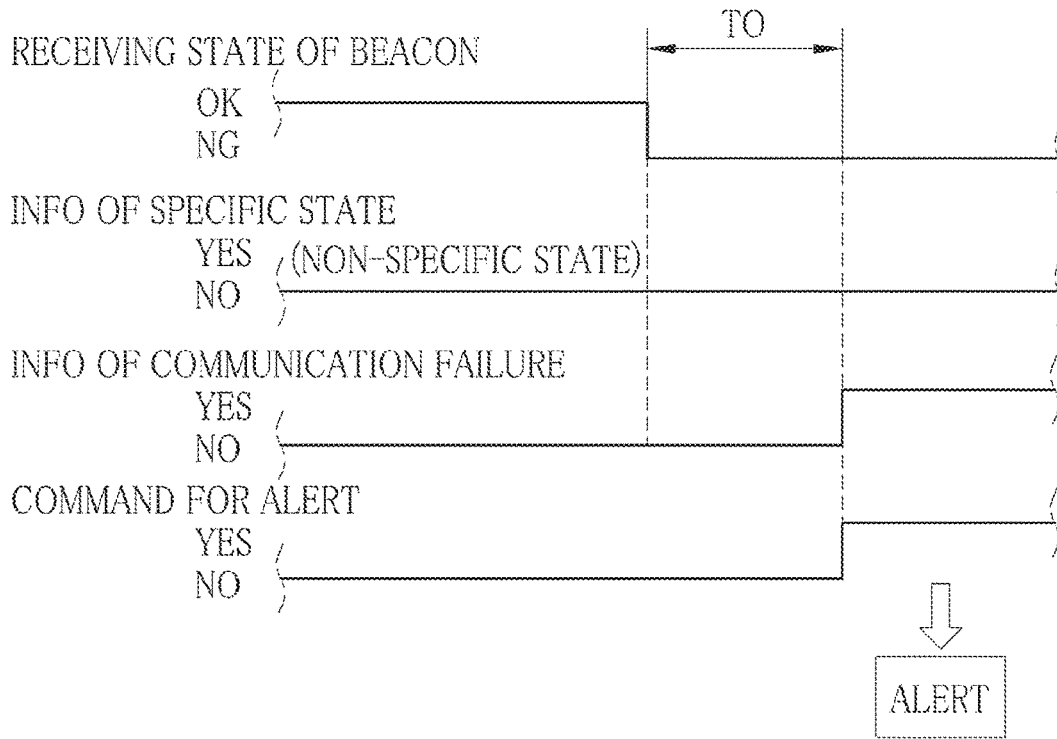 TO
RECEIVING STATE OF BEACON
OK
NG
INFO OF SPECIFIC STATE
YES (NON-SPECIFIC STATE)
NO
INFO OF COMMUNICATION FAILURE
YES
NO
COMMAND FOR ALERT
YES
NO
ALERT